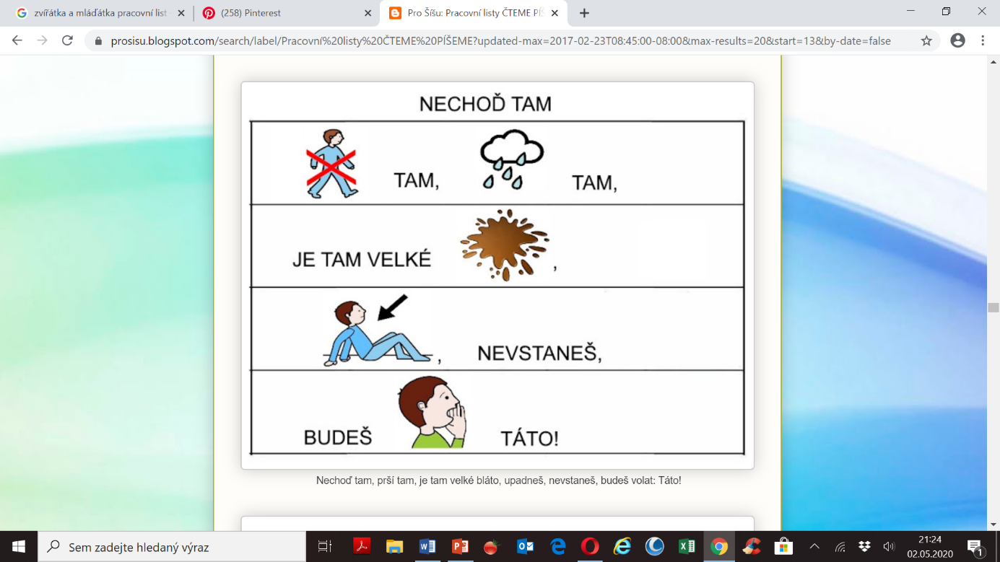 zvířátka a mláďátka pracovní list
(258) Pinterest
Pro Šíšu: Pracovní listy ČTEME PÍŠ
prosisu.blogspot.com/search/label/Pracovní%20listy%20ČTEME%20PÍŠEME?updated-max=2017-02-23T08:45:00-08:00&max-results=20&start=13&by-date=false
NECHOĎ TAM
TAM, TAM,
JE TAM VELKÉ ,
, NEVSTANEŠ,
BUDEŠ TÁTO!
Nechoď tam, prší tam, je tam velké bláto, upadneš, nevstaneš, budeš volat: Táto!
Sem zadejte hledaný výraz
21:24
02.05.2020
1